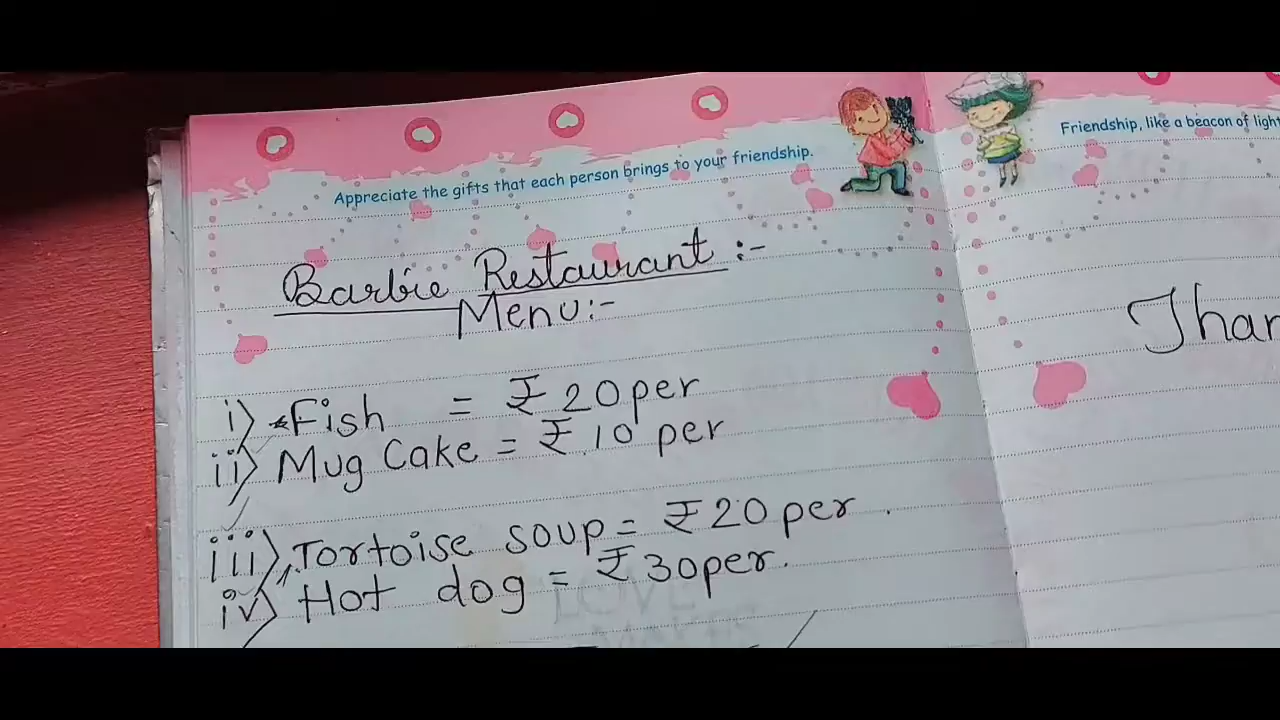 Appreciate the gifts that each person brings to your friendship.
Friendship, like a beacon of light
Barbie Restaurant :-
Menu:-
i) Fish = ₹ 20 per
ii) Mug Cake = ₹ 10 per
iii) Tortoise soup = ₹ 20 per.
iv) Hot dog = ₹ 30 per.